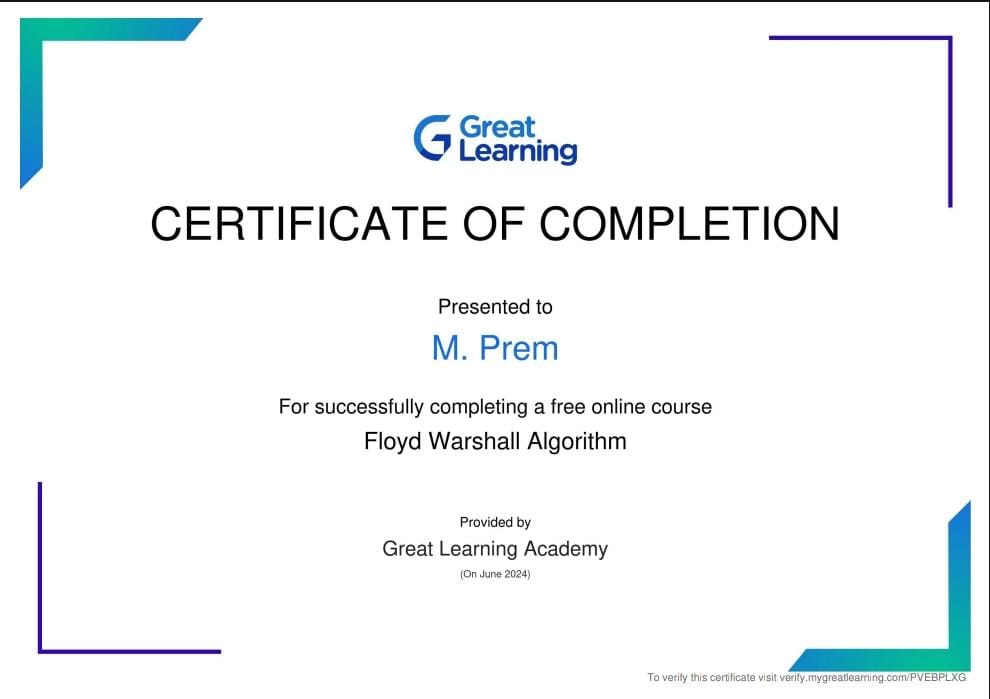 Great
Learning
CERTIFICATE OF COMPLETION
Presented to
M. Prem
For successfully completing a free online course
Floyd Warshall Algorithm
Provided by
Great Learning Academy
(On June 2024)
To verify this certificate visit verify.mygreatlearning.com/PVEBPLXG